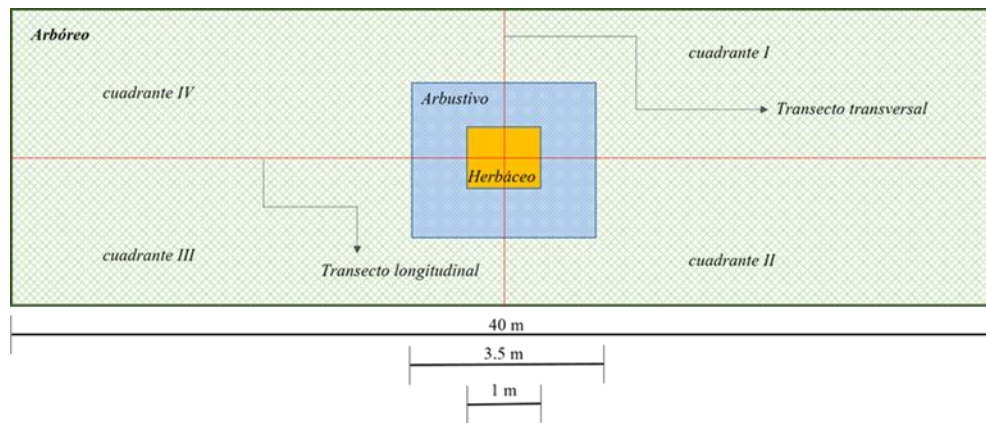 Arbóreo
cuadrante I
cuadrante IV
Arbustivo
Transecto transversal
Herbáceo
cuadrante III
cuadrante II
Transecto longitudinal
40 m
3.5 m
1 m